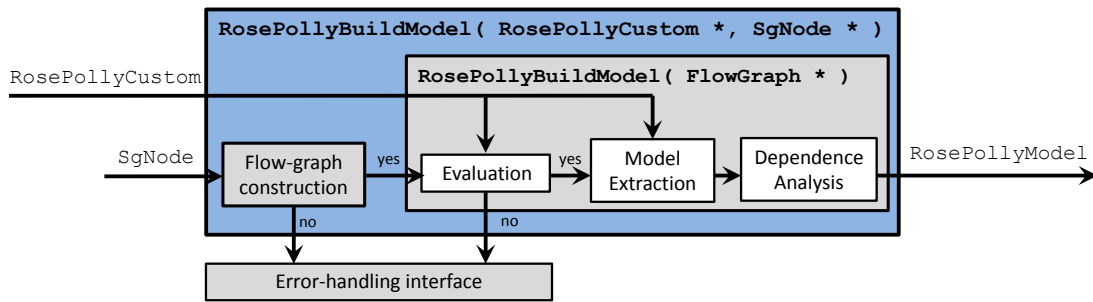 RosePollyBuildModel( RosePollyCustom *, SgNode * )
RosePollyCustom
RosePollyBuildModel( FlowGraph * )
SgNode
Flow-graph
construction
yes
Evaluation
yes
Model
Extraction
Dependence
Analysis
RosePollyModel
no
no
Error-handling interface